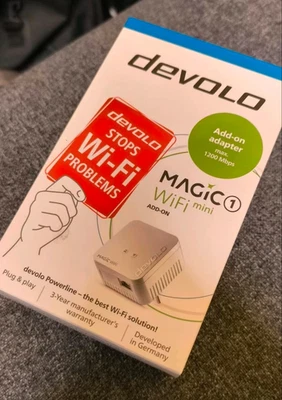 devolo
Add-on
adapter
max.
1200 Mbps
devolo
STOPS
Wi-Fi
PROBLEMS
MAGIC 1
WiFi mini
ADD-ON
devolo Powerline – the best Wi-Fi solution!
Plug & play
3-Year manufacturer's
warranty
Developed
in Germany